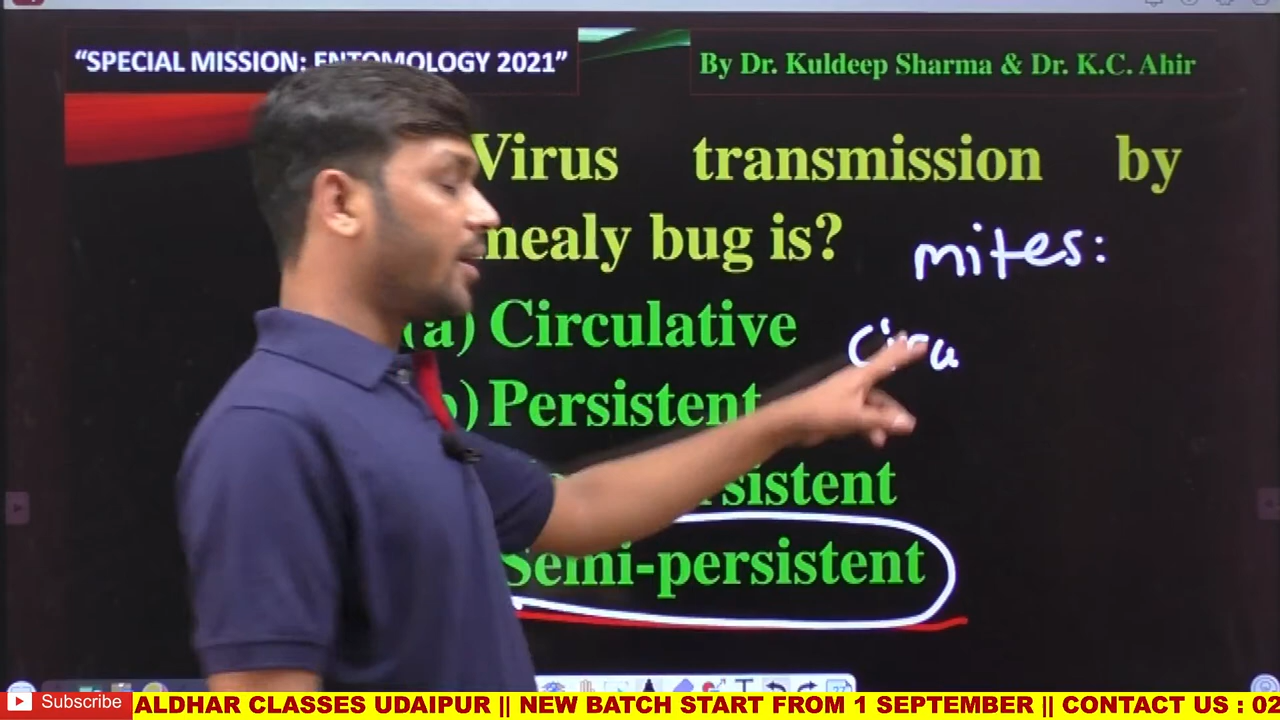 “SPECIAL MISSION: ENTOMOLOGY 2021”
By Dr. Kuldeep Sharma & Dr. K.C. Ahir
Virus transmission by
mealy bug is?
mites:
(a) Circulative
Circu
b) Persistent
sistent
Semi-persistent
Subscribe
ALDHAR CLASSES UDAIPUR || NEW BATCH START FROM 1 SEPTEMBER || CONTACT US : 02